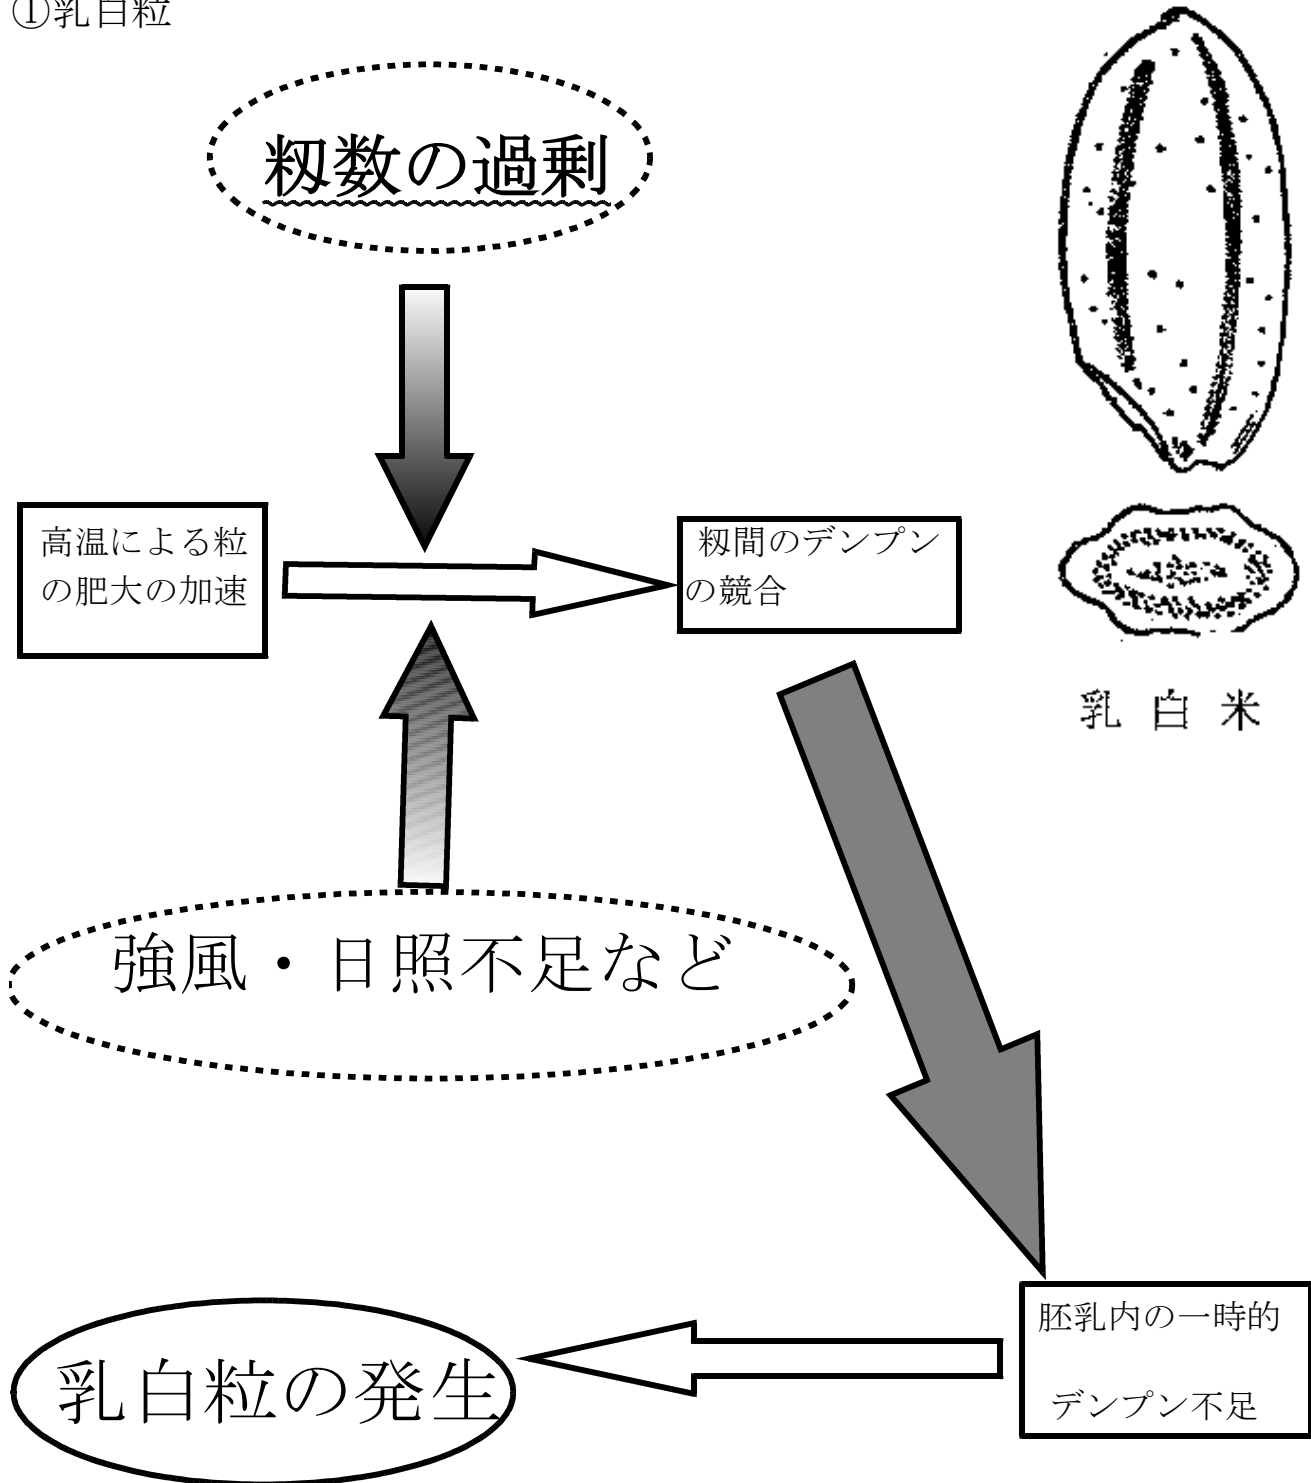 ①乳白粒
籾数の過剰
高温による粒
の肥大の加速
籾間のデンプン
の競合
乳白米
強風・日照不足など
胚乳内の一時的
デンプン不足
乳白粒の発生